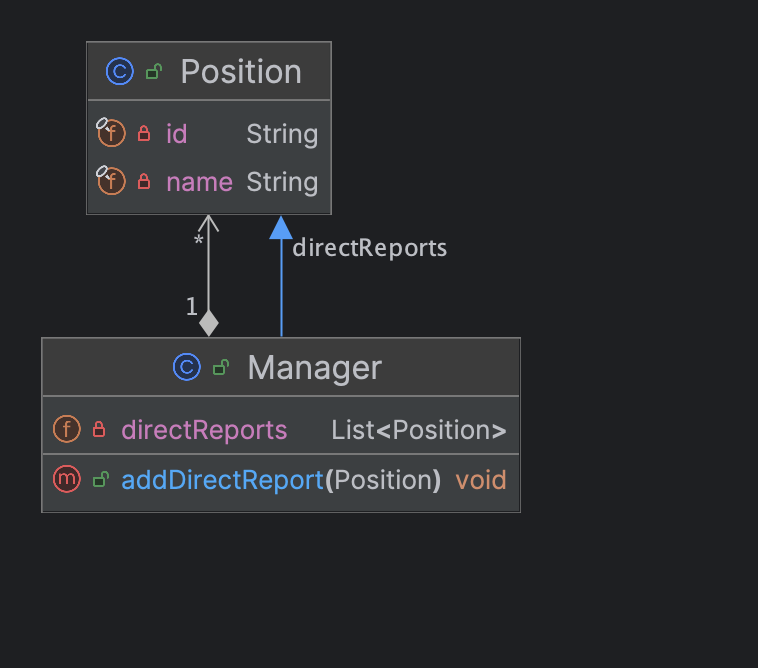 C Position
f id String
f name String
*
directReports
1
C Manager
f directReports List<Position>
m addDirectReport(Position) void